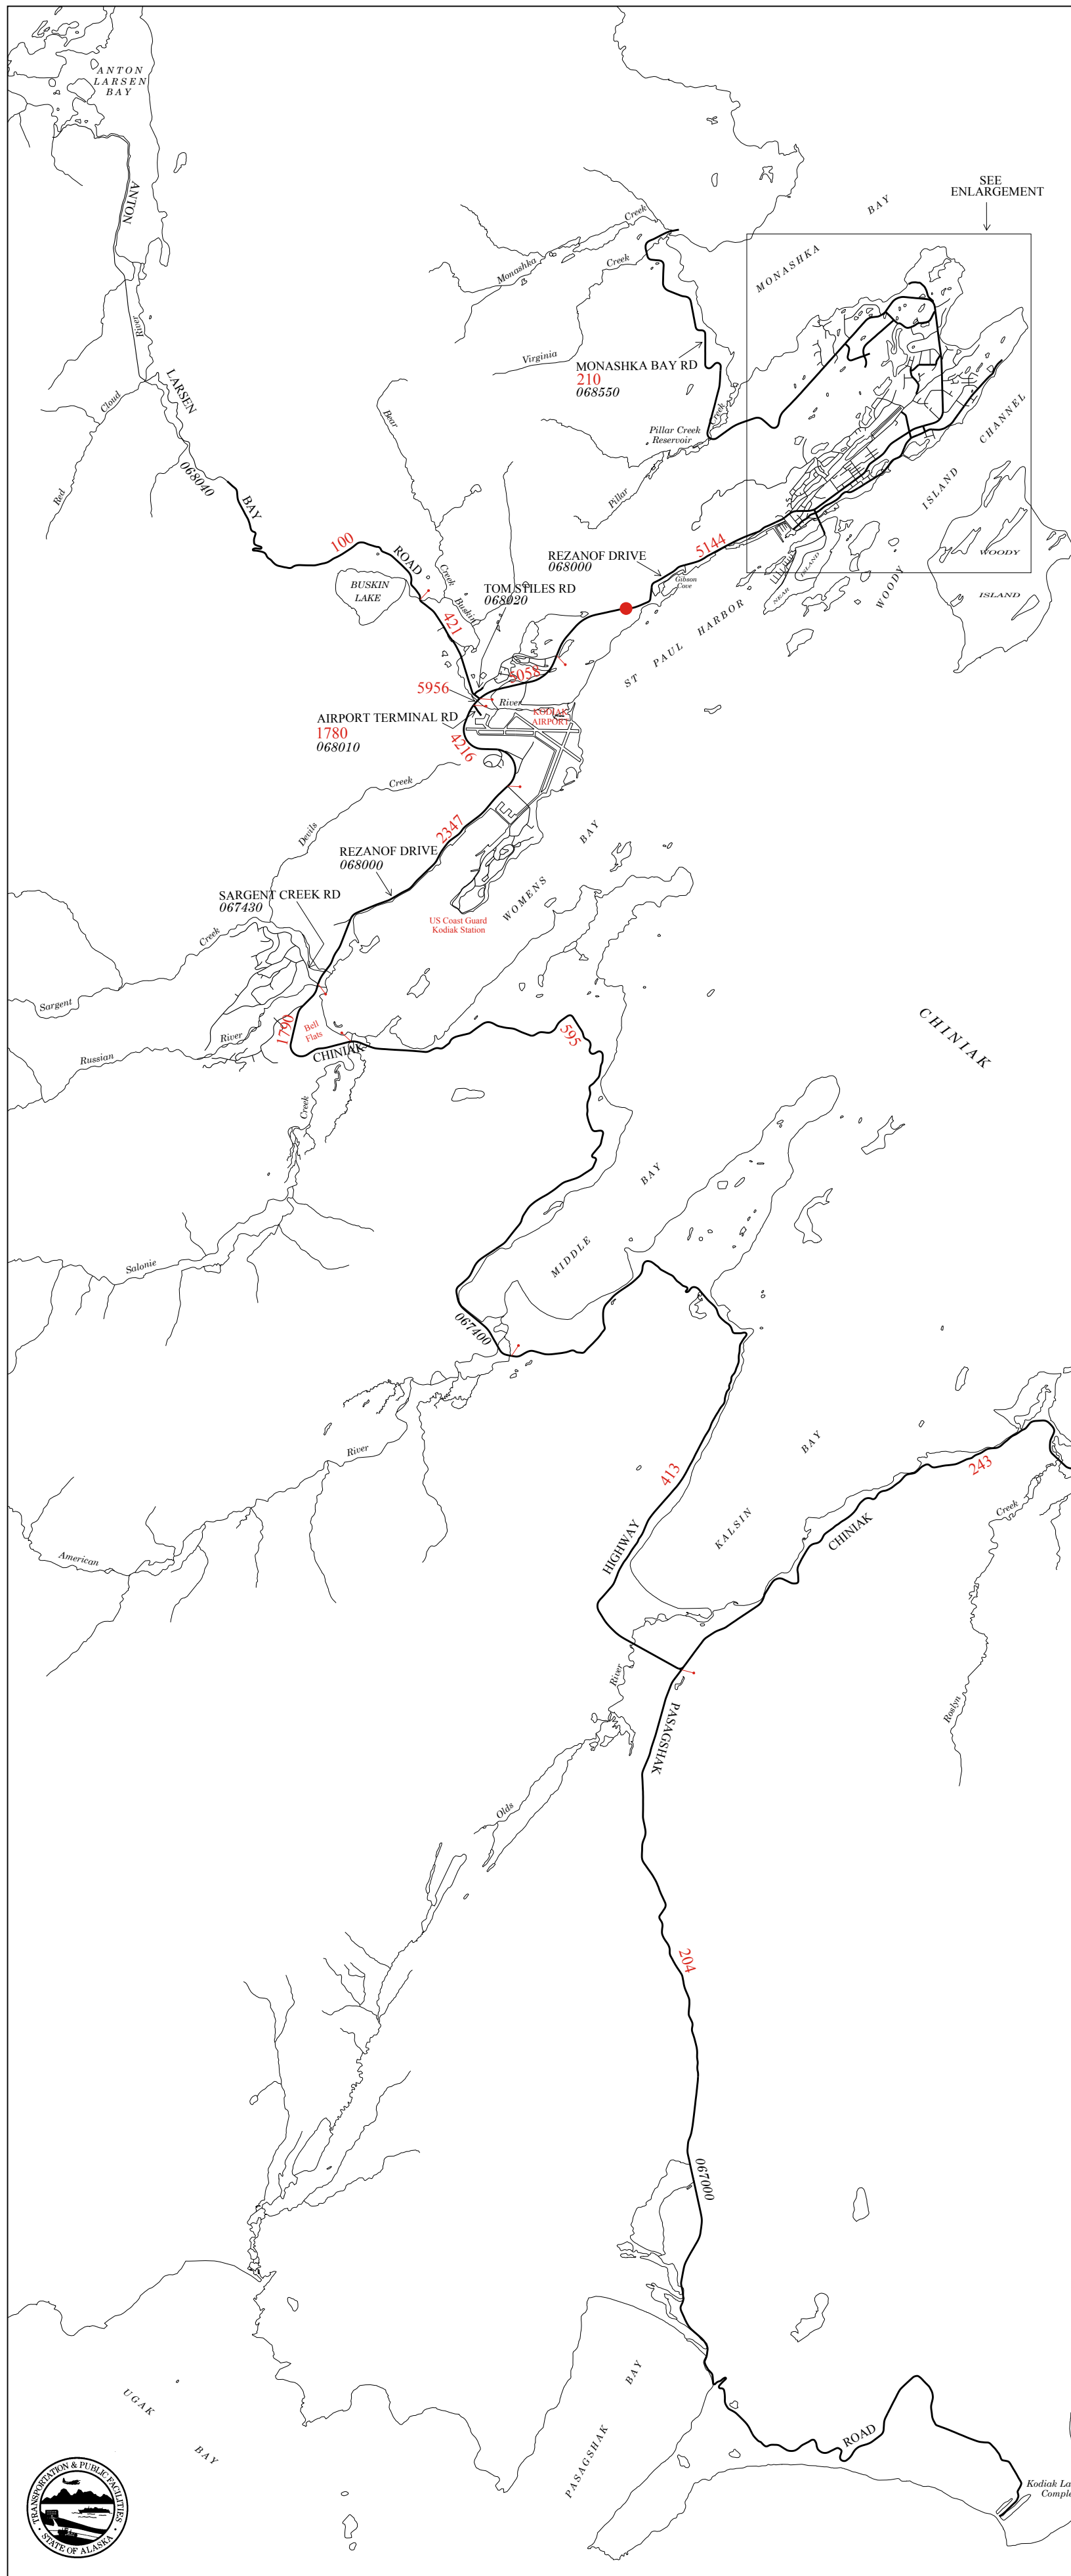 ANTON
LARSEN
BAY
SEE
ENLARGEMENT
ANTON
BAY
MONASHKA
Creek
Monashka
Creek
River
Virginia
MONASHKA BAY RD
210
068550
LARSEN
Cloud
Red
Bear
Creek
Pillar Creek
Reservoir
CHANNEL
068040
BAY
Pillar
ISLAND
100
ROAD
5144
REZANOF DRIVE
068000
WOODY
ISLAND
BUSKIN
LAKE
Creek
TOM STILES RD
068020
Gibson
Cove
NEAR
ISLAND
WOODY
Buskin
421
ST PAUL HARBOR
5058
5956
River
AIRPORT TERMINAL RD
1780
068010
KODIAK
AIRPORT
4216
Creek
Devils
2347
BAY
REZANOF DRIVE
068000
WOMENS
SARGENT CREEK RD
067430
US Coast Guard
Kodiak Station
Creek
Sargent
CHINIAK
1790
Bell
Flats
River
Russian
CHINIAK
595
Creek
BAY
MIDDLE
Salonie
067400
BAY
River
413
243
KALSIN
Creek
CHINIAK
HIGHWAY
American
River
Roslyn
PASAGSHAK
Olds
204
067000
BAY
UGAK
BAY
PASAGSHAK
ROAD
Kodiak La
Comple
TRANSPORTATION & PUBLIC FACILITIES
STATE OF ALASKA